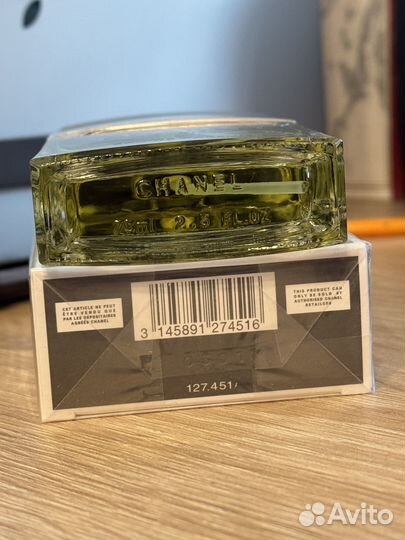 CHANEL
75ML 2.5 FL.OZ
CET ARTICLE NE PEUT
ÊTRE VENDU QUE
PAR LES DÉPOSITAIRES
AGRÉÉS CHANEL
THIS PRODUCT CAN
ONLY BE SOLD BY
AUTHORISED CHANEL
RETAILERS
3 145891 274516
127.451/
Avito